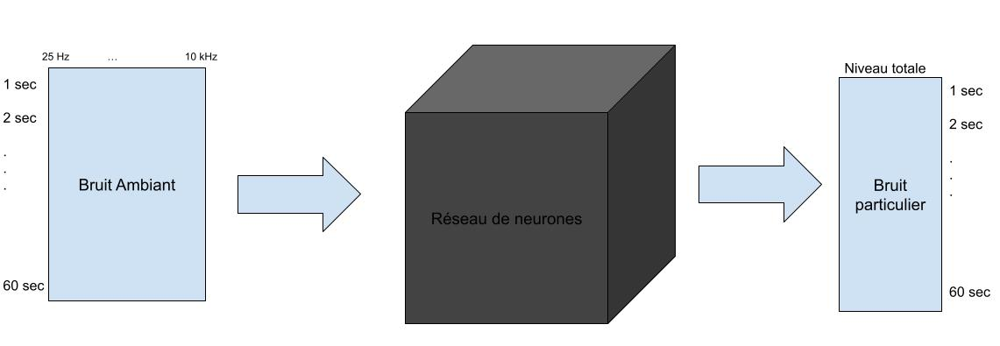 25 Hz ... 10 kHz
1 sec
2 sec
.
.
.
60 sec
Bruit Ambiant
Réseau de neurones
Niveau totale
1 sec
2 sec
.
.
.
60 sec
Bruit
particulier